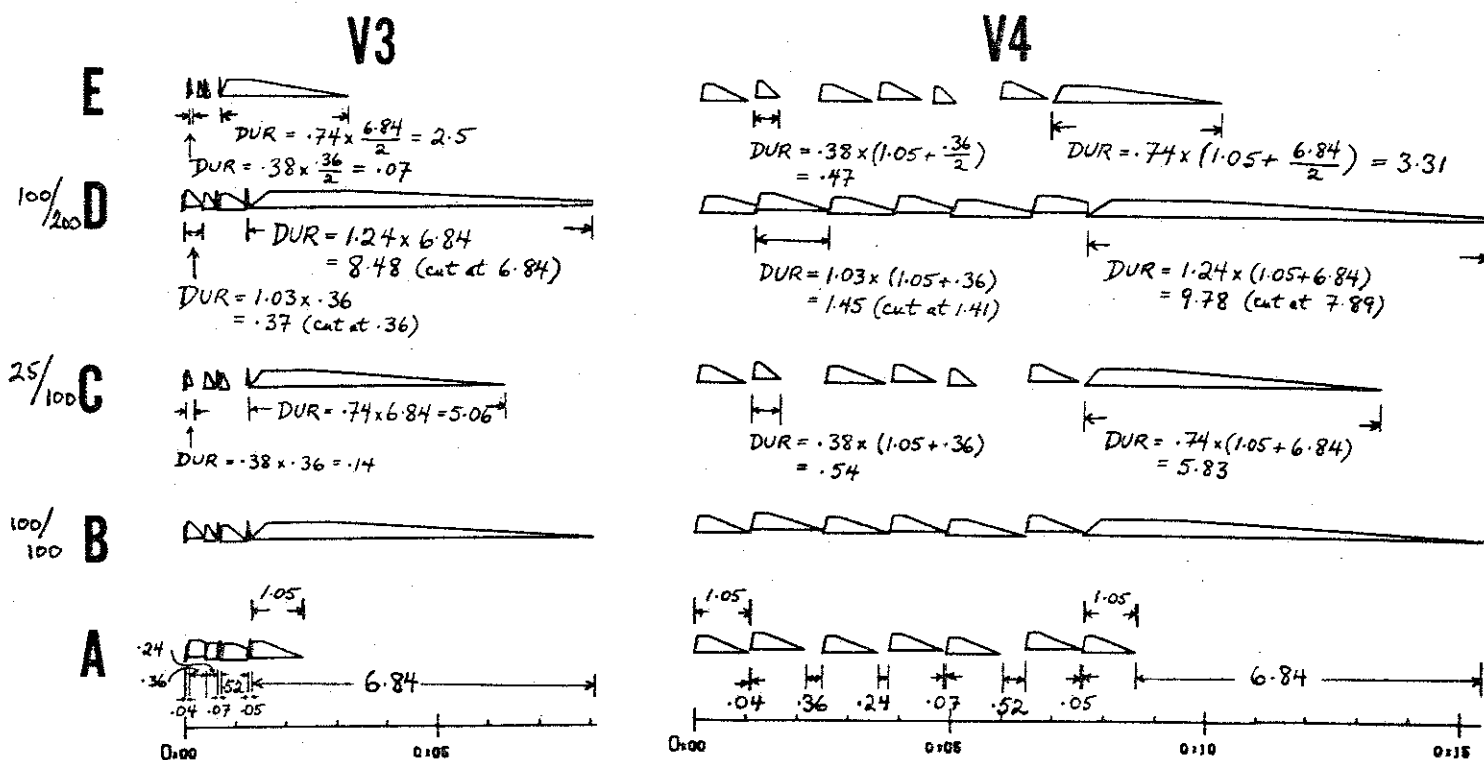 V3 V4
E
DUR = .74 x 6.84/2 = 2.5
DUR = .38 x .36/2 = .07
DUR = .38 x (1.05 + .36/2)
= .47
DUR = .74 x (1.05 + 6.84/2) = 3.31
100/200 D
DUR = 1.24 x 6.84
= 8.48 (cut at 6.84)
DUR = 1.03 x .36
= .37 (cut at .36)
DUR = 1.03 x (1.05 + .36)
= 1.45 (cut at 1.41)
DUR = 1.24 x (1.05 + 6.84)
= 9.78 (cut at 7.89)
25/100 C
DUR = .74 x 6.84 = 5.06
DUR = .38 x .36 = .14
DUR = .38 x (1.05 + .36)
= .54
DUR = .74 x (1.05 + 6.84)
= 5.83
100/100 B
1.05 1.05 1.05
A
.24
.36 .52 6.84
.04 .07 .05
6.84
.04 .36 .24 .07 .52 .05
0:00 0:05
0:00 0:05 0:10 0:15